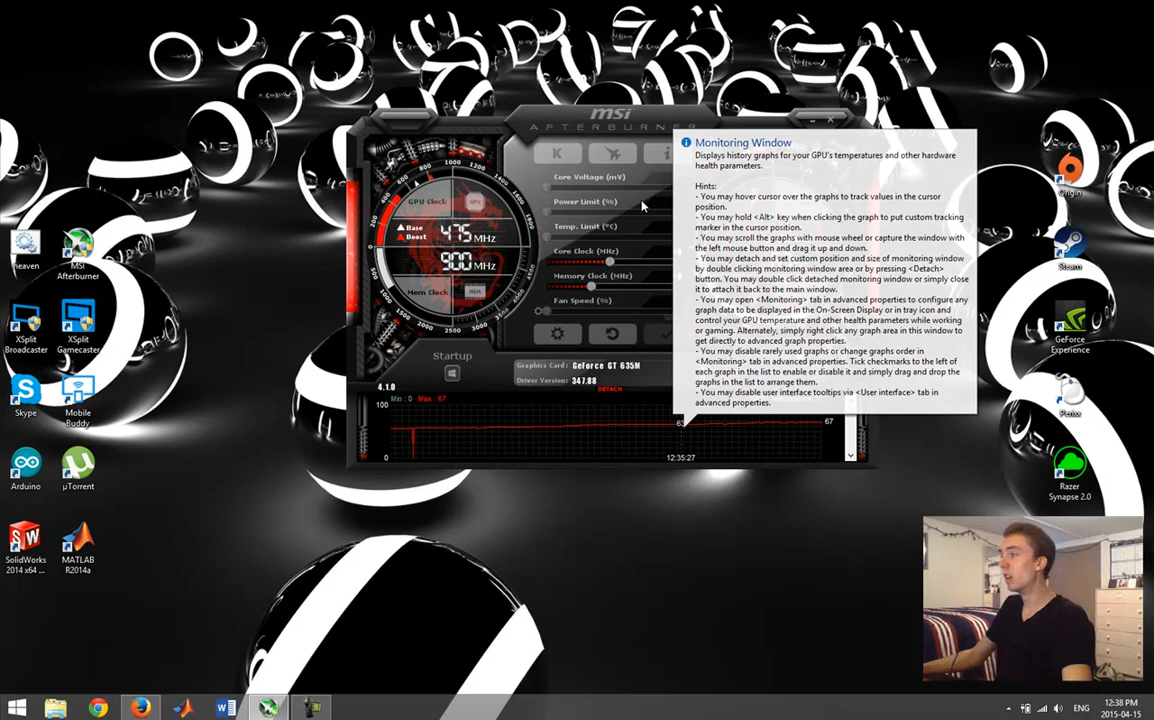 msi
AFTERBURNER
K
i
Core Voltage (mV)
Power Limit (%)
Temp. Limit (°C)
Core Clock (MHz)
Memory Clock (MHz)
Fan Speed (%)
GPU Clock
GPU
Base
Boost
475 MHz
900 MHz
Mem Clock
MEM
Startup
Graphics Card: GeForce GT 635M
Driver Version: 347.88
DETACH
4.1.0
Min : 0 Max : 67
100
0
63
67
12:35:27
Monitoring Window
Displays history graphs for your GPU's temperatures and other hardware
health parameters.
Hints:
- You may hover cursor over the graphs to track values in the cursor
position.
- You may hold <Alt> key when clicking the graph to put custom tracking
marker in the cursor position.
- You may scroll the graphs with mouse wheel or capture the window with
the left mouse button and drag it up and down.
- You may detach and set custom position and size of monitoring window
by double clicking monitoring window area or by pressing <Detach>
button. You may double click detached monitoring window or simply close
it to attach it back to the main window.
- You may open <Monitoring> tab in advanced properties to configure any
graph data to be displayed in the On-Screen Display or in tray icon and
control your GPU temperature and other health parameters while working
or gaming. Alternately, simply right click any graph area in this window to
get directly to advanced graph properties.
- You may disable rarely used graphs or change graphs order in
<Monitoring> tab in advanced properties. Tick checkmarks to the left of
each graph in the list to enable or disable it and simply drag and drop the
graphs in the list to arrange them.
- You may disable user interface tooltips via <User interface> tab in
advanced properties.
heaven
MSI
Afterburner
XSplit
Broadcaster
XSplit
Gamecaster
Skype
Mobile
Buddy
Arduino
µTorrent
SolidWorks
2014 x64 ...
MATLAB
R2014a
Origin
Steam
GeForce
Experience
Perixx
Razer
Synapse 2.0
ENG
12:38 PM
2015-04-15